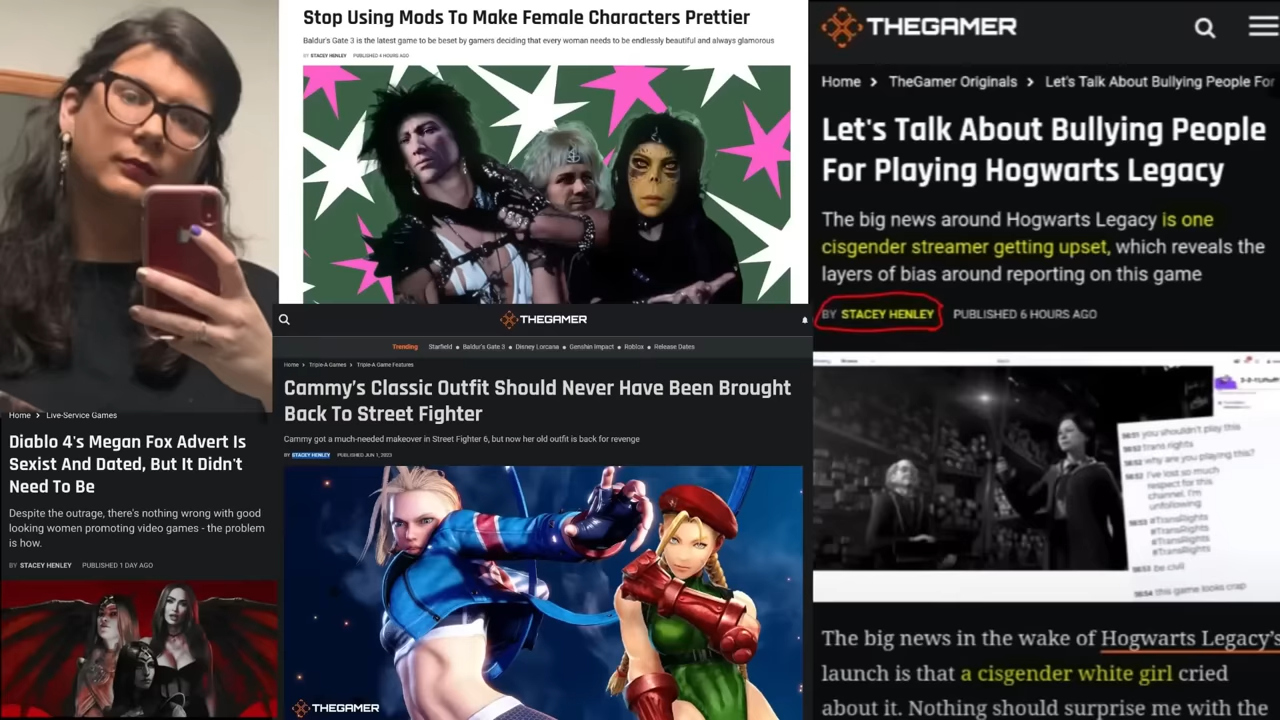 Stop Using Mods To Make Female Characters Prettier
Baldur's Gate 3 is the latest game to be beset by gamers deciding that every woman needs to be endlessly beautiful and always glamorous
BY STACEY HENLEY PUBLISHED 4 HOURS AGO
THEGAMER
Trending Starfield Baldur's Gate 3 Disney Lorcana Genshin Impact Roblox Release Dates
Home > Triple-A Games > Triple-A Game Features
Cammy's Classic Outfit Should Never Have Been Brought
Back To Street Fighter
Cammy got a much-needed makeover in Street Fighter 6, but now her old outfit is back for revenge
BY STACEY HENLEY PUBLISHED JUN 1, 2023
THEGAMER
Home > Live-Service Games
Diablo 4's Megan Fox Advert Is
Sexist And Dated, But It Didn't
Need To Be
Despite the outrage, there's nothing wrong with good
looking women promoting video games - the problem
is how.
BY STACEY HENLEY PUBLISHED 1 DAY AGO
THEGAMER
Home > TheGamer Originals > Let's Talk About Bullying People For
Let's Talk About Bullying People
For Playing Hogwarts Legacy
The big news around Hogwarts Legacy is one
cisgender streamer getting upset, which reveals the
layers of bias around reporting on this game
BY STACEY HENLEY PUBLISHED 6 HOURS AGO
you shouldn't play this
trans rights
why are you playing this?
I've lost so much
respect for this
channel. I'm
unfollowing
#TransRights
#TransRights
#TransRights
#TransRights
be civil
this game looks crap
The big news in the wake of Hogwarts Legacy's
launch is that a cisgender white girl cried
about it. Nothing should surprise me with the